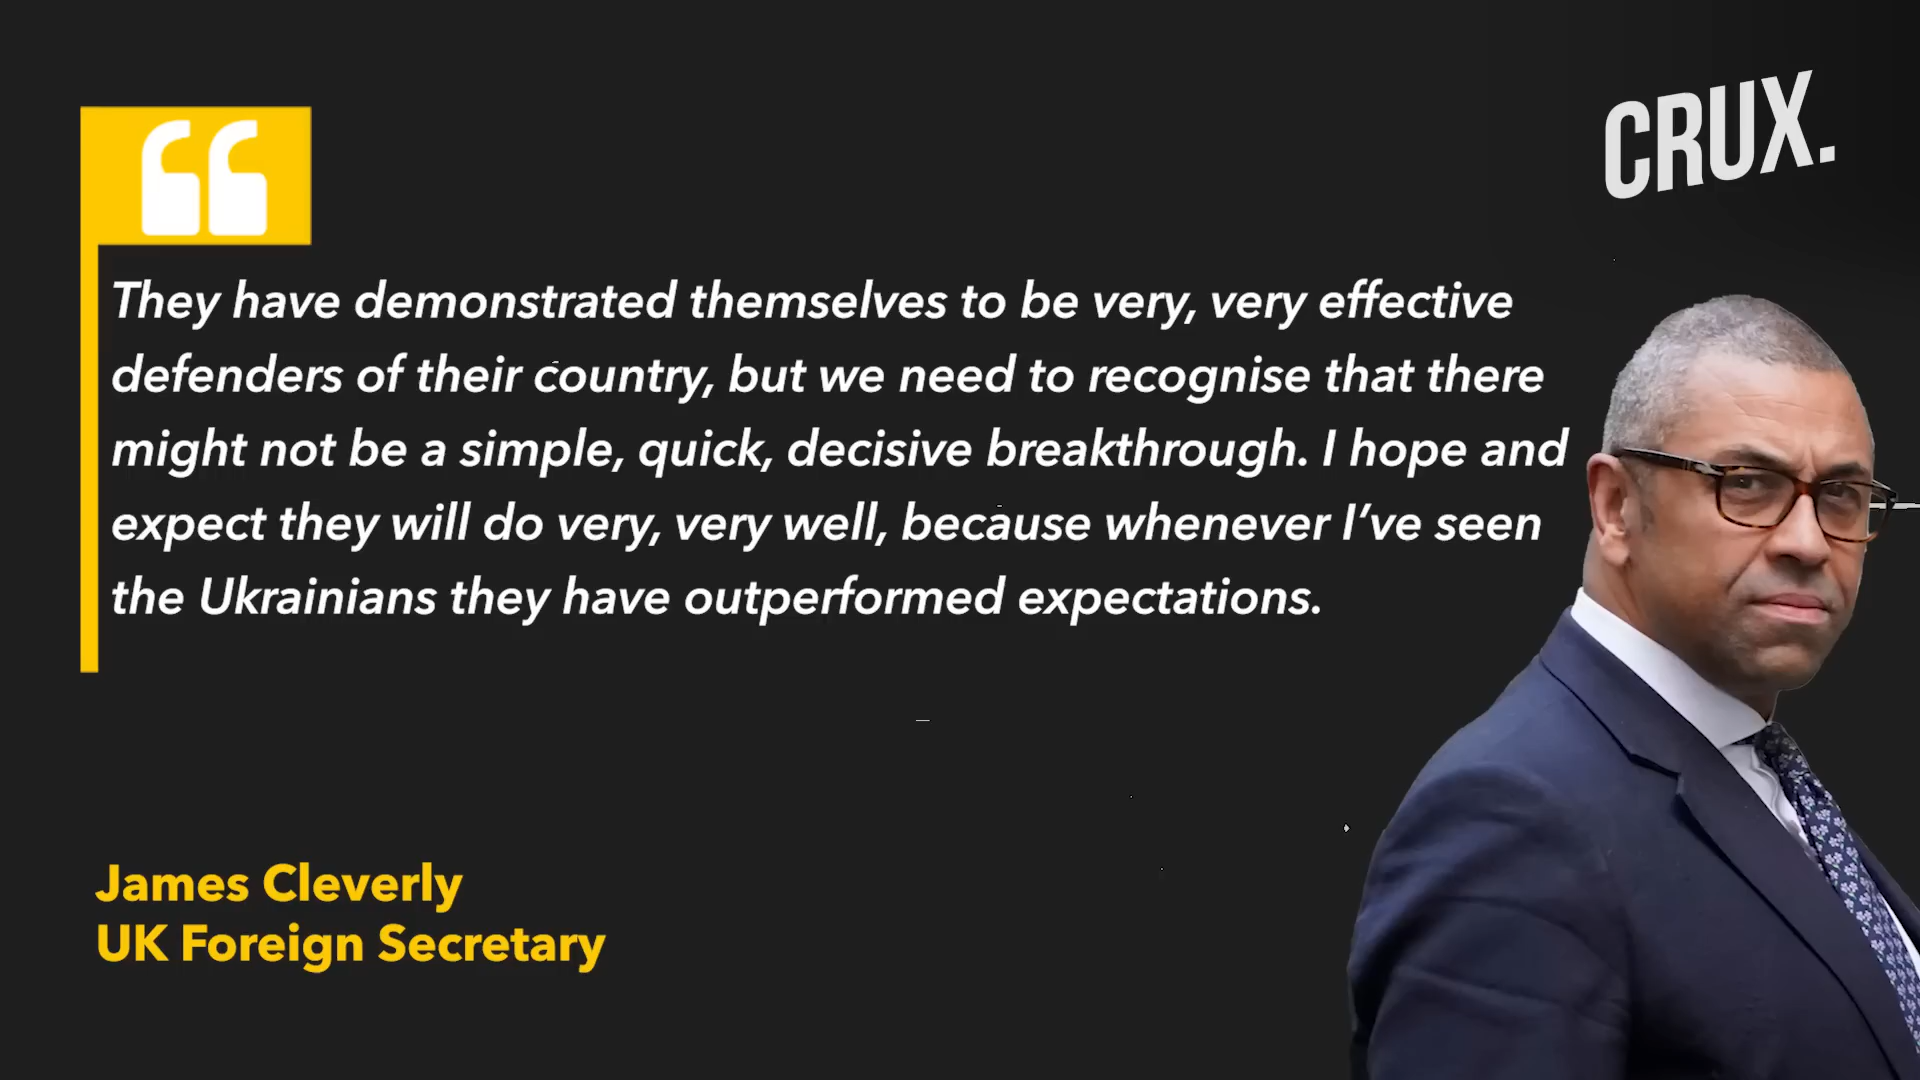 CRUX.
They have demonstrated themselves to be very, very effective
defenders of their country, but we need to recognise that there
might not be a simple, quick, decisive breakthrough. I hope and
expect they will do very, very well, because whenever I’ve seen
the Ukrainians they have outperformed expectations.
James Cleverly
UK Foreign Secretary